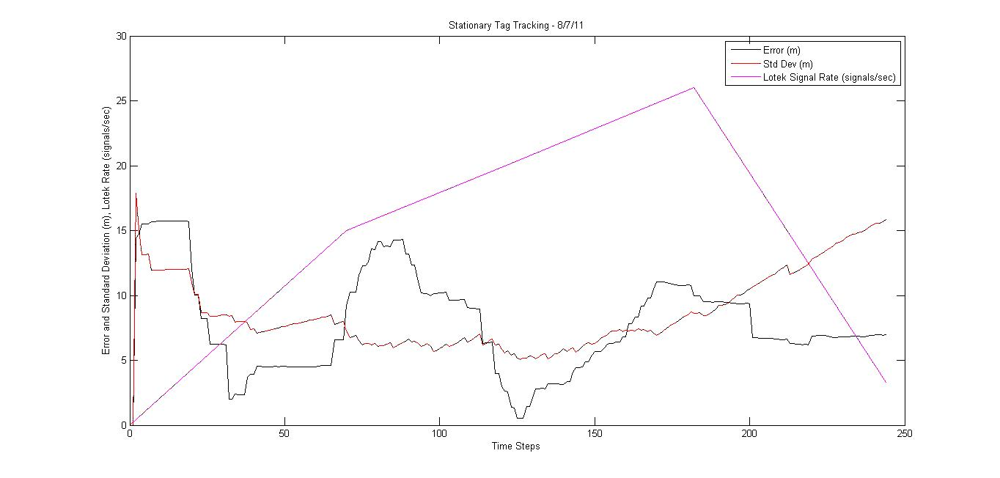 Stationary Tag Tracking - 8/7/11
Error (m)
Std Dev (m)
Lotek Signal Rate (signals/sec)
Error and Standard Deviation (m), Lotek Rate (signals/sec)
30
25
20
15
10
5
0
0 50 100 150 200 250
Time Steps